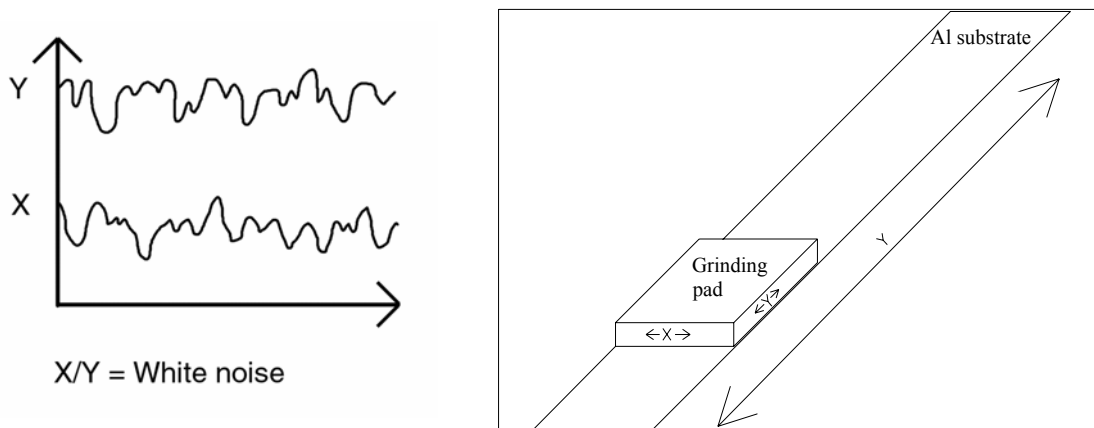 Y
X
X/Y = White noise
Al substrate
Y
Grinding
pad
X
Y